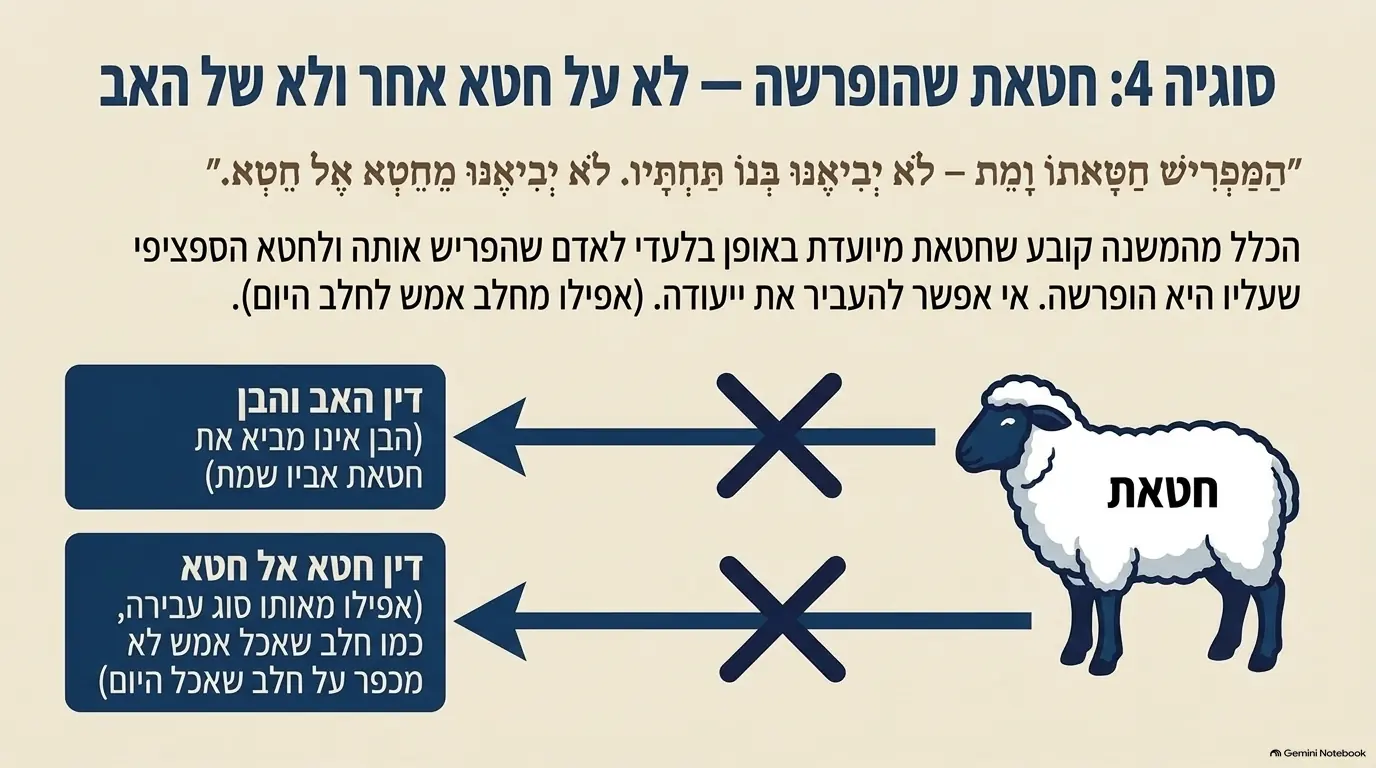 סוגיה 4: חטאת שהופרשה – לא על חטא אחר ולא של האב
"הַמַּפְרִישׁ חַטָּאתוֹ וָמֵת – לֹא יְבִיאֶנּוּ בְּנוֹ תַּחְתָּיו. לֹא יְבִיאֶנּוּ מֵחֵטְא אֶל חֵטְא."
הכלל מהמשנה קובע שחטאת מיועדת באופן בלעדי לאדם שהפריש אותה ולחטא הספציפי
שעליו היא הופרשה. אי אפשר להעביר את ייעודה. (אפילו מחלב אמש לחלב היום).
דין האב והבן
(הבן אינו מביא את
חטאת אביו שמת)
חטאת
דין חטא אל חטא
(אפילו מאותו סוג עבירה,
כמו חלב שאכל אמש לא
מכפר על חלב שאכל היום)
Gemini Notebook